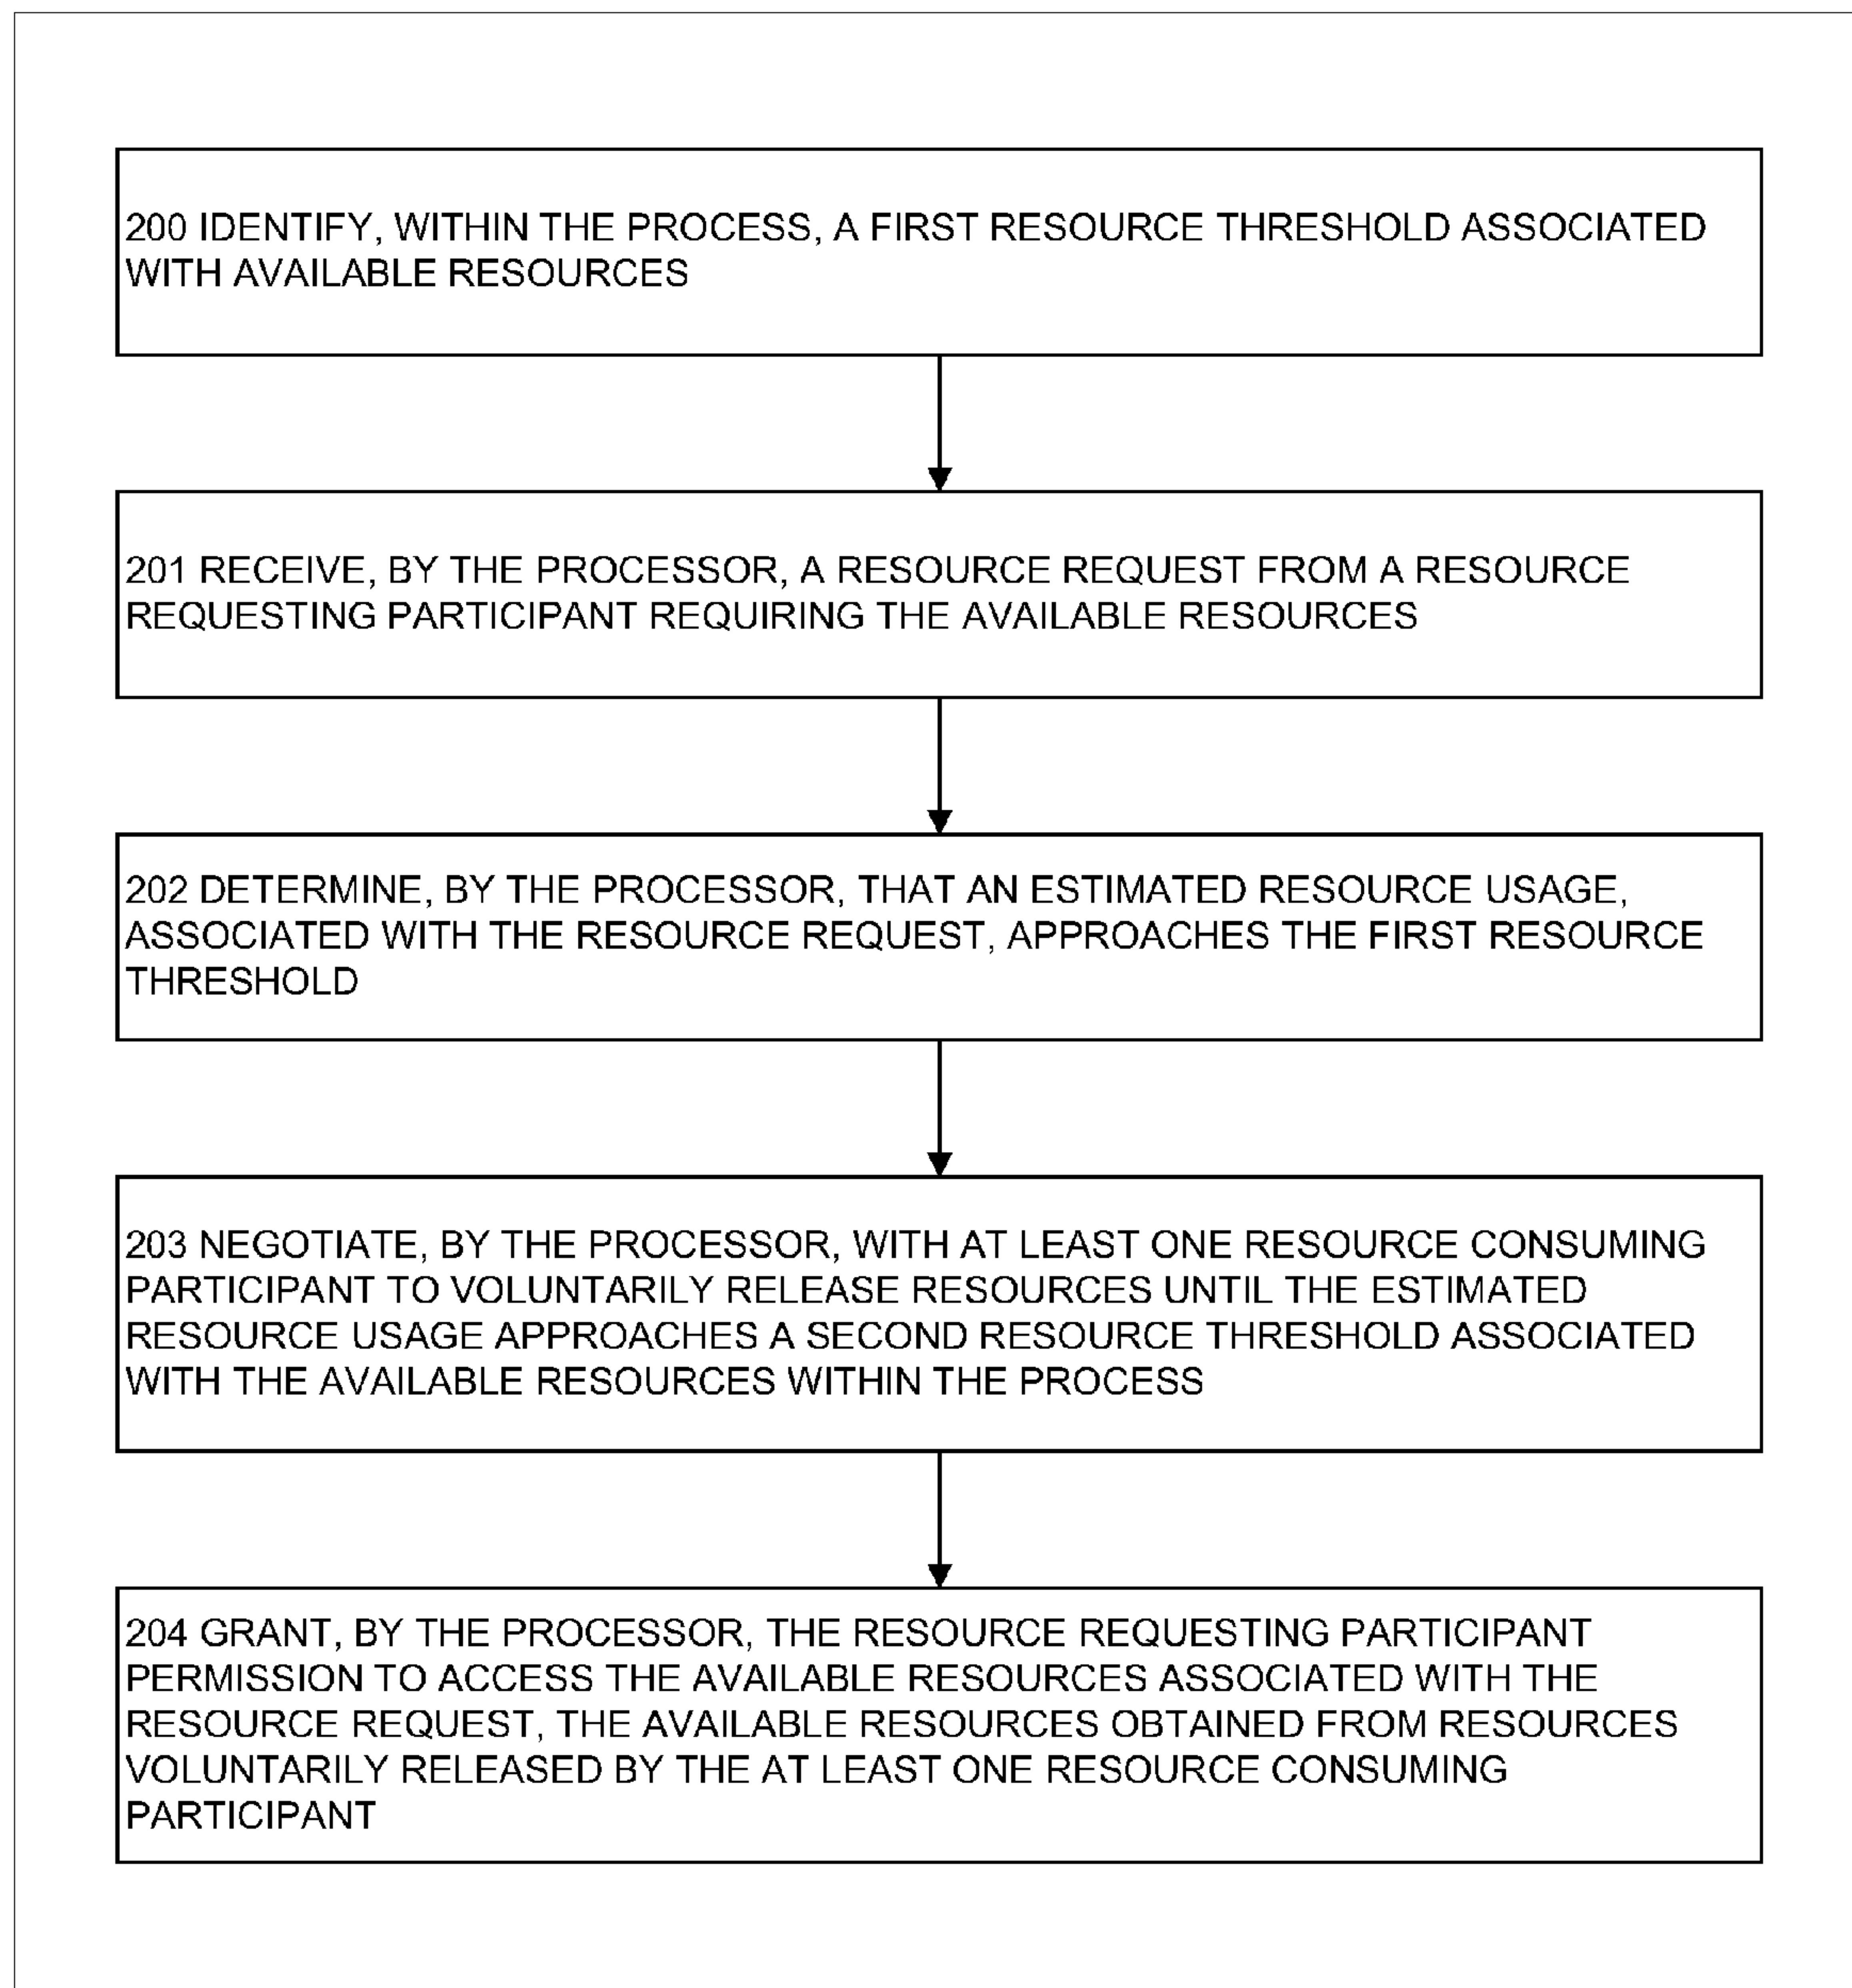 200 IDENTIFY, WITHIN THE PROCESS, A FIRST RESOURCE THRESHOLD ASSOCIATED
WITH AVAILABLE RESOURCES
201 RECEIVE, BY THE PROCESSOR, A RESOURCE REQUEST FROM A RESOURCE
REQUESTING PARTICIPANT REQUIRING THE AVAILABLE RESOURCES
202 DETERMINE, BY THE PROCESSOR, THAT AN ESTIMATED RESOURCE USAGE,
ASSOCIATED WITH THE RESOURCE REQUEST, APPROACHES THE FIRST RESOURCE
THRESHOLD
203 NEGOTIATE, BY THE PROCESSOR, WITH AT LEAST ONE RESOURCE CONSUMING
PARTICIPANT TO VOLUNTARILY RELEASE RESOURCES UNTIL THE ESTIMATED
RESOURCE USAGE APPROACHES A SECOND RESOURCE THRESHOLD ASSOCIATED
WITH THE AVAILABLE RESOURCES WITHIN THE PROCESS
204 GRANT, BY THE PROCESSOR, THE RESOURCE REQUESTING PARTICIPANT
PERMISSION TO ACCESS THE AVAILABLE RESOURCES ASSOCIATED WITH THE
RESOURCE REQUEST, THE AVAILABLE RESOURCES OBTAINED FROM RESOURCES
VOLUNTARILY RELEASED BY THE AT LEAST ONE RESOURCE CONSUMING
PARTICIPANT